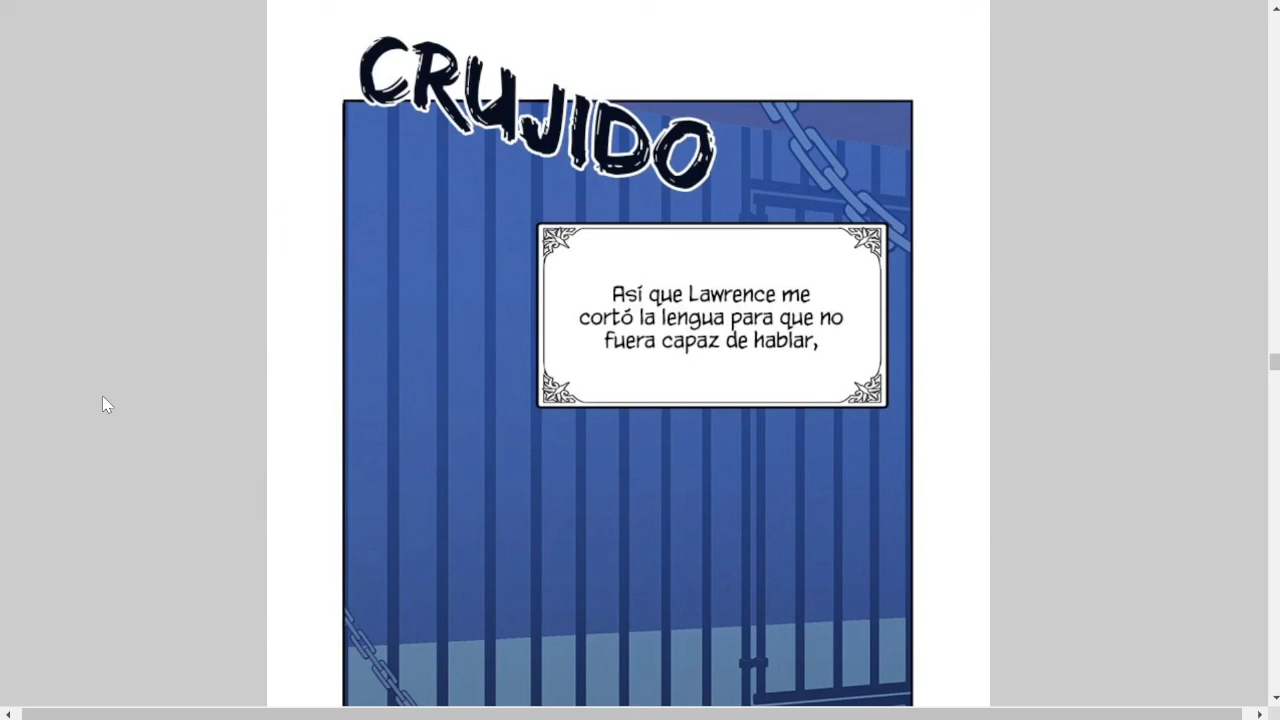 CRUJIDO
Así que Lawrence me
cortó la lengua para que no
fuera capaz de hablar,